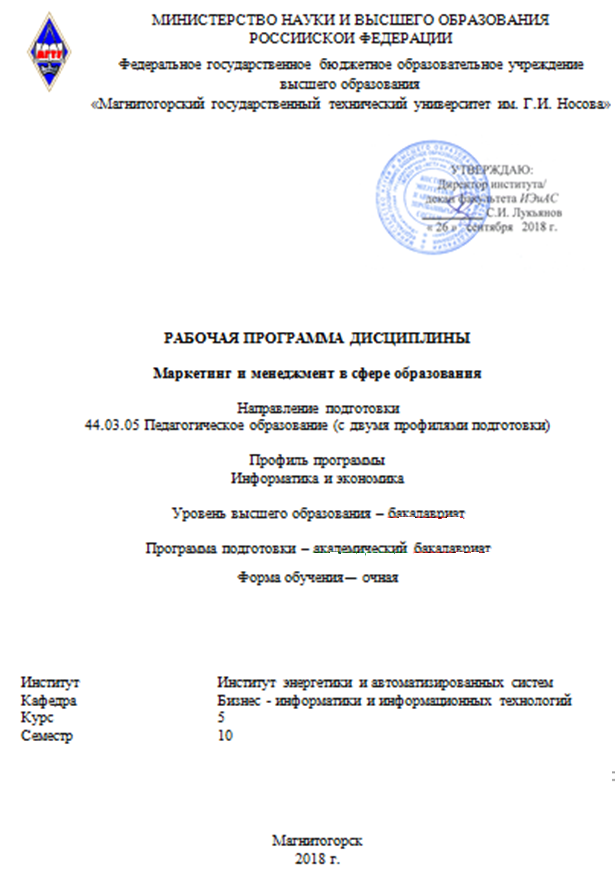 МИНИСТЕРСТВО НАУКИ И ВЫСШЕГО ОБРАЗОВАНИЯ
РОССИЙСКОЙ ФЕДЕРАЦИИ
Федеральное государственное бюджетное образовательное учреждение
высшего образования
«Магнитогорский государственный технический университет им. Г.И. Носова»
УТВЕРЖДАЮ:
Директор института/
декан факультета ИЭиАС
С.И. Лукьянов
« 26 » сентября 2018 г.
РАБОЧАЯ ПРОГРАММА ДИСЦИПЛИНЫ
Маркетинг и менеджмент в сфере образования
Направление подготовки
44.03.05 Педагогическое образование (с двумя профилями подготовки)
Профиль программы
Информатика и экономика
Уровень высшего образования – бакалавриат
Программа подготовки – академический бакалавриат
Форма обучения— очная
Институт Институт энергетики и автоматизированных систем
Кафедра Бизнес - информатики и информационных технологий
Курс 5
Семестр 10
Магнитогорск
2018 г.